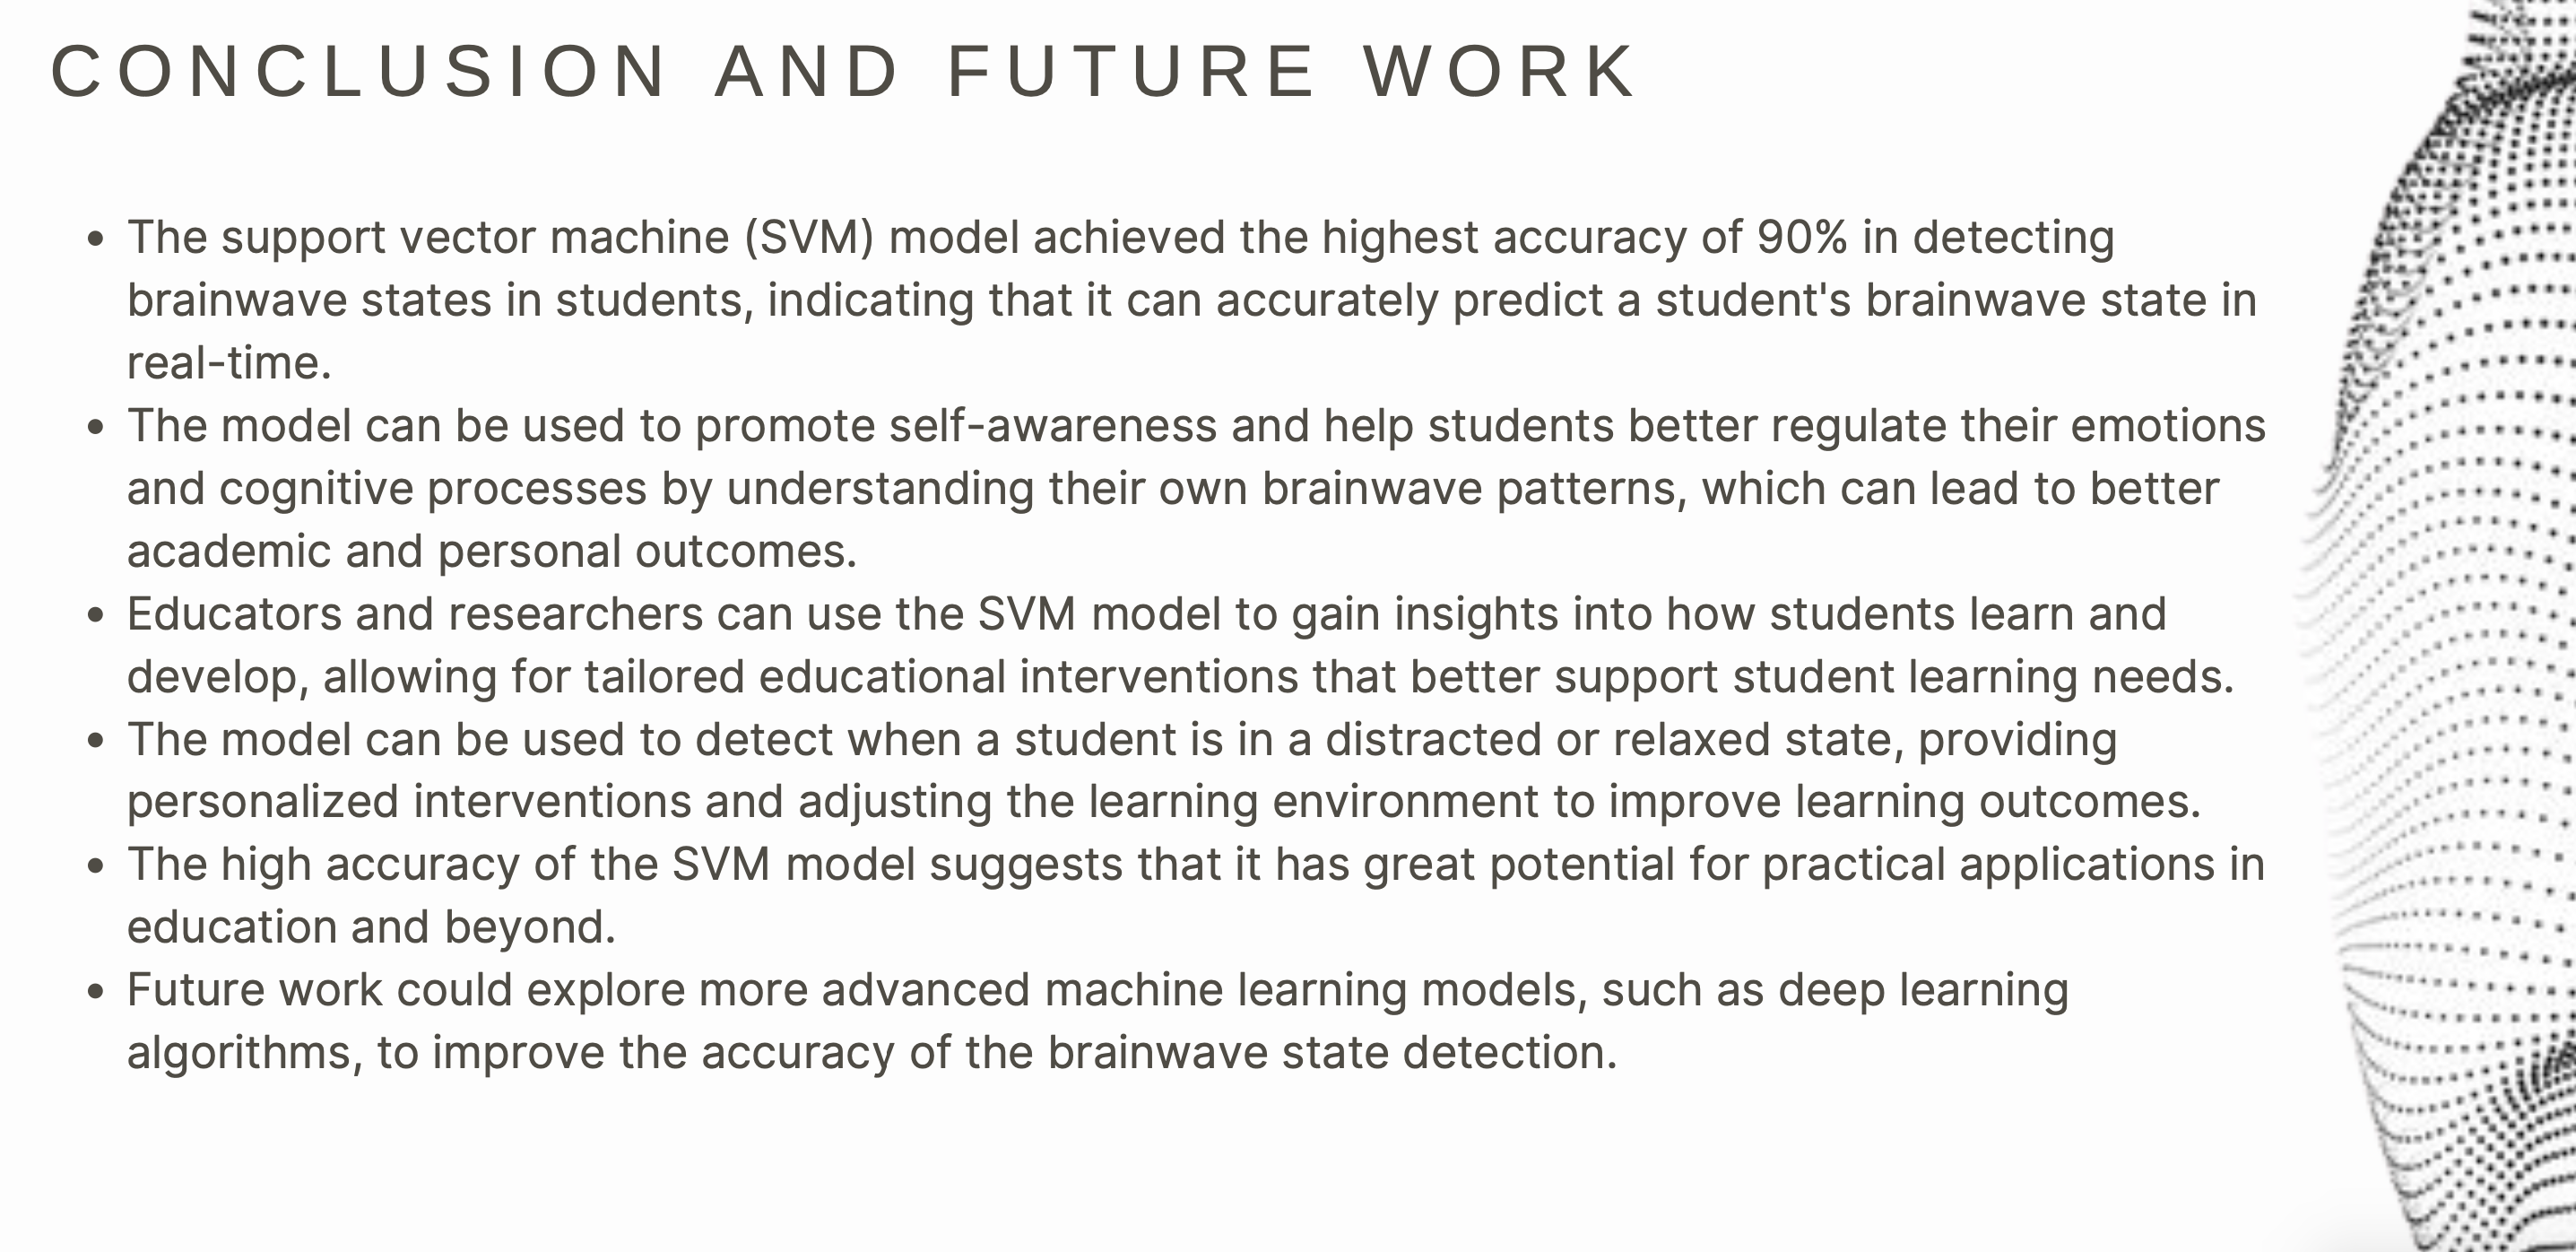 CONCLUSION AND FUTURE WORK
• The support vector machine (SVM) model achieved the highest accuracy of 90% in detecting
brainwave states in students, indicating that it can accurately predict a student's brainwave state in
real-time.
• The model can be used to promote self-awareness and help students better regulate their emotions
and cognitive processes by understanding their own brainwave patterns, which can lead to better
academic and personal outcomes.
• Educators and researchers can use the SVM model to gain insights into how students learn and
develop, allowing for tailored educational interventions that better support student learning needs.
• The model can be used to detect when a student is in a distracted or relaxed state, providing
personalized interventions and adjusting the learning environment to improve learning outcomes.
• The high accuracy of the SVM model suggests that it has great potential for practical applications in
education and beyond.
• Future work could explore more advanced machine learning models, such as deep learning
algorithms, to improve the accuracy of the brainwave state detection.